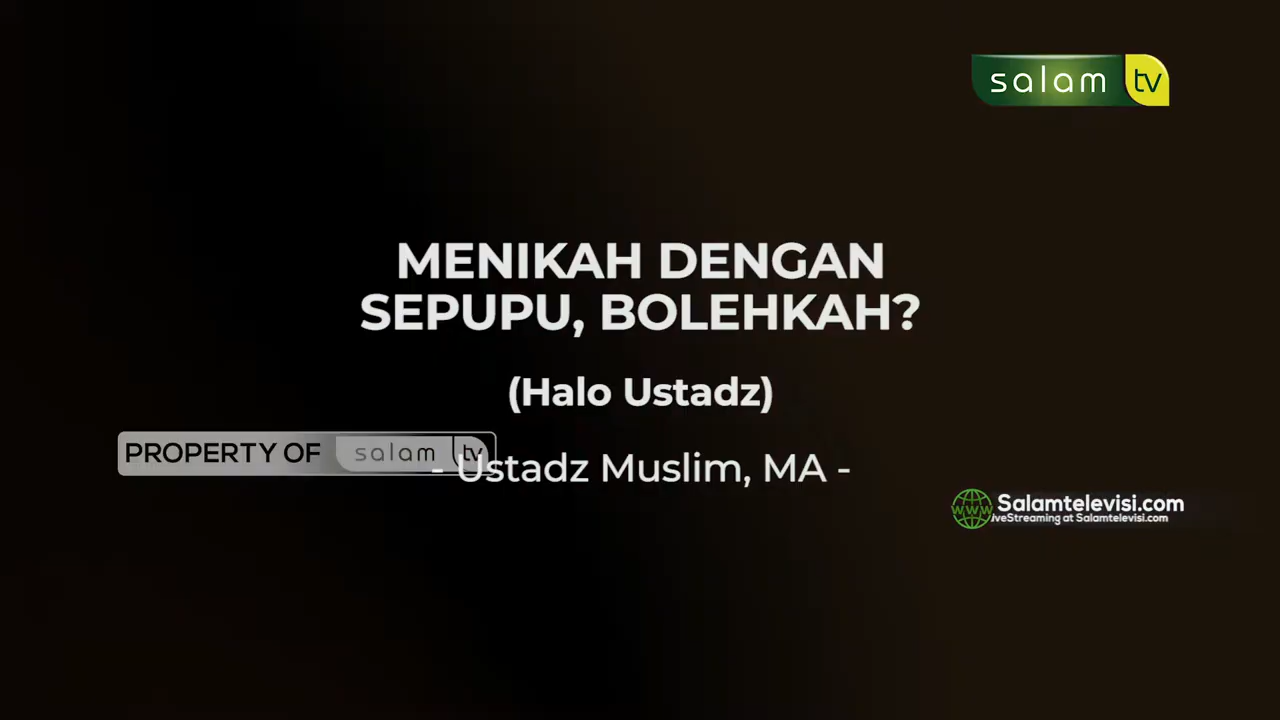 salam tv
MENIKAH DENGAN
SEPUPU, BOLEHKAH?
(Halo Ustadz)
PROPERTY OF salam tv
- Ustadz Muslim, MA -
www Salamtelevisi.com
iveStreaming at Salamtelevisi.com